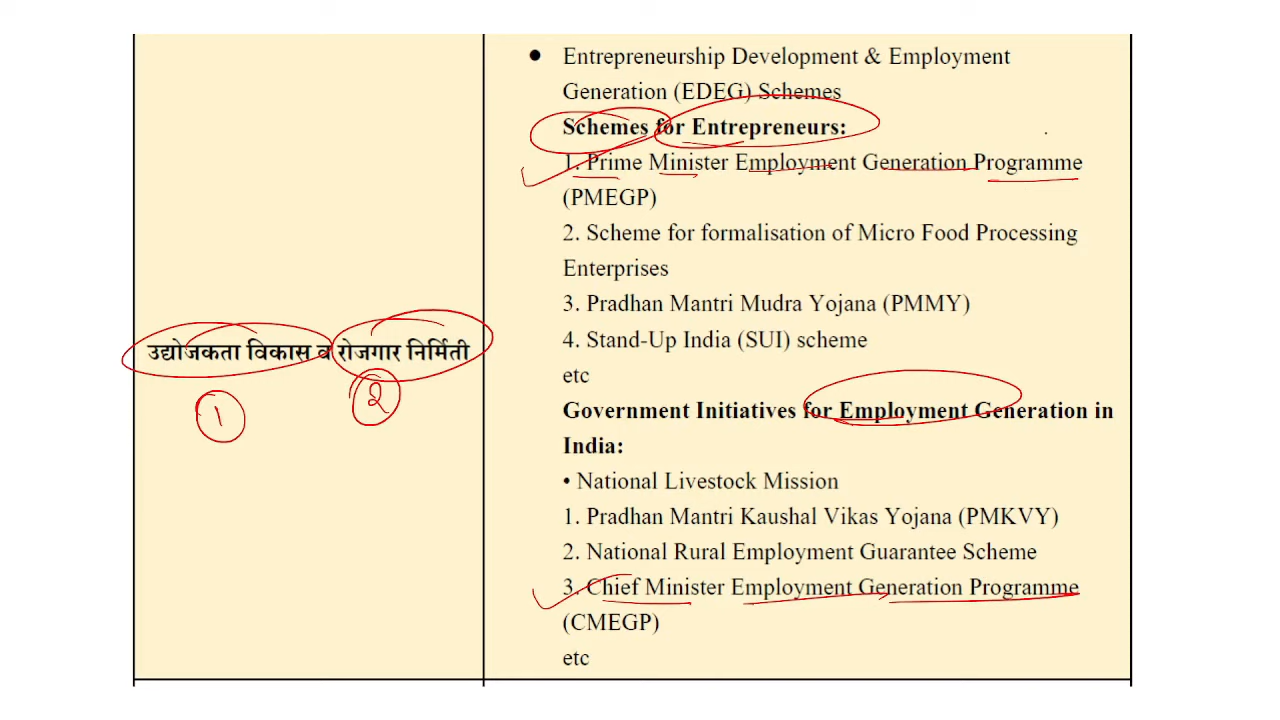 ● Entrepreneurship Development & Employment
Generation (EDEG) Schemes
Schemes for Entrepreneurs:
1. Prime Minister Employment Generation Programme
(PMEGP)
2. Scheme for formalisation of Micro Food Processing
Enterprises
3. Pradhan Mantri Mudra Yojana (PMMY)
4. Stand-Up India (SUI) scheme
etc
Government Initiatives for Employment Generation in
India:
• National Livestock Mission
1. Pradhan Mantri Kaushal Vikas Yojana (PMKVY)
2. National Rural Employment Guarantee Scheme
3. Chief Minister Employment Generation Programme
(CMEGP)
etc
उद्योजकता विकास व रोजगार निर्मिती
१ २